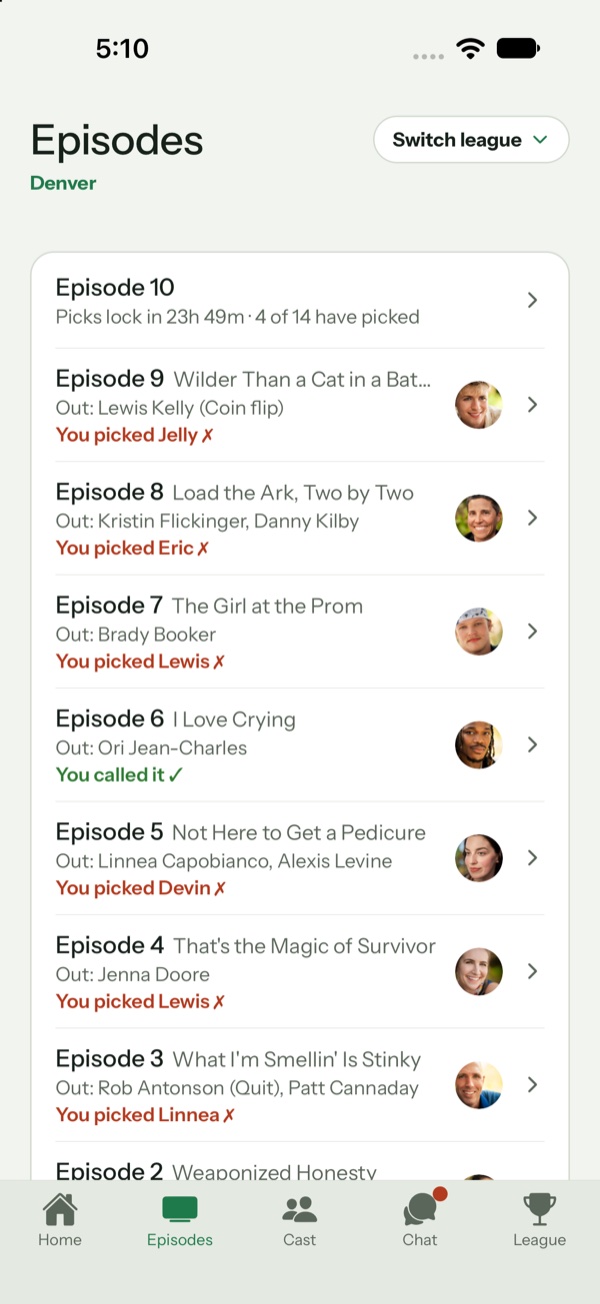 5:10
Episodes
Switch league
Denver
Episode 10
Picks lock in 23h 49m · 4 of 14 have picked
Episode 9 Wilder Than a Cat in a Bat...
Out: Lewis Kelly (Coin flip)
You picked Jelly ✗
Episode 8 Load the Ark, Two by Two
Out: Kristin Flickinger, Danny Kilby
You picked Eric ✗
Episode 7 The Girl at the Prom
Out: Brady Booker
You picked Lewis ✗
Episode 6 I Love Crying
Out: Ori Jean-Charles
You called it ✓
Episode 5 Not Here to Get a Pedicure
Out: Linnea Capobianco, Alexis Levine
You picked Devin ✗
Episode 4 That's the Magic of Survivor
Out: Jenna Doore
You picked Lewis ✗
Episode 3 What I'm Smellin' Is Stinky
Out: Rob Antonson (Quit), Patt Cannaday
You picked Linnea ✗
Episode 2 Weaponized Honesty
Home
Episodes
Cast
Chat
League